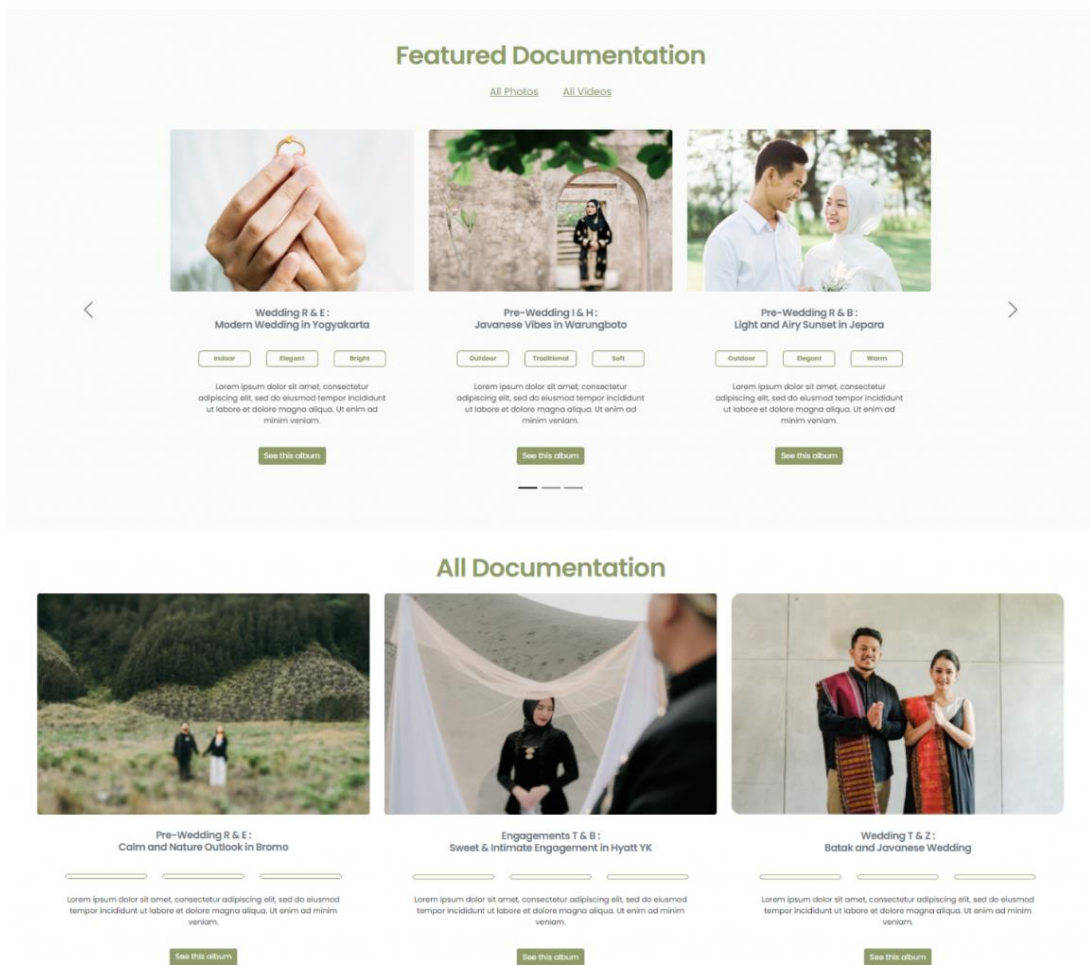 Featured Documentation
All Photos All Videos
Wedding R & E :
Modern Wedding in Yogyakarta
Indoor Elegant Bright
Lorem ipsum dolor sit amet, consectetur
adipiscing elit, sed do eiusmod tempor incididunt
ut labore et dolore magna aliqua. Ut enim ad
minim veniam.
See this album
Pre-Wedding I & H :
Javanese Vibes in Warungboto
Outdoor Traditional Soft
Lorem ipsum dolor sit amet, consectetur
adipiscing elit, sed do eiusmod tempor incididunt
ut labore et dolore magna aliqua. Ut enim ad
minim veniam.
See this album
Pre-Wedding R & B :
Light and Airy Sunset in Jepara
Outdoor Elegant Warm
Lorem ipsum dolor sit amet, consectetur
adipiscing elit, sed do eiusmod tempor incididunt
ut labore et dolore magna aliqua. Ut enim ad
minim veniam.
See this album
All Documentation
Pre-Wedding R & E :
Calm and Nature Outlook in Bromo
Lorem ipsum dolor sit amet, consectetur adipiscing elit, sed do eiusmod
tempor incididunt ut labore et dolore magna aliqua. Ut enim ad minim
veniam.
See this album
Engagements T & B :
Sweet & Intimate Engagement in Hyatt YK
Lorem ipsum dolor sit amet, consectetur adipiscing elit, sed do eiusmod
tempor incididunt ut labore et dolore magna aliqua. Ut enim ad minim
veniam.
See this album
Wedding T & Z :
Batak and Javanese Wedding
Lorem ipsum dolor sit amet, consectetur adipiscing elit, sed do eiusmod
tempor incididunt ut labore et dolore magna aliqua. Ut enim ad minim
veniam.
See this album